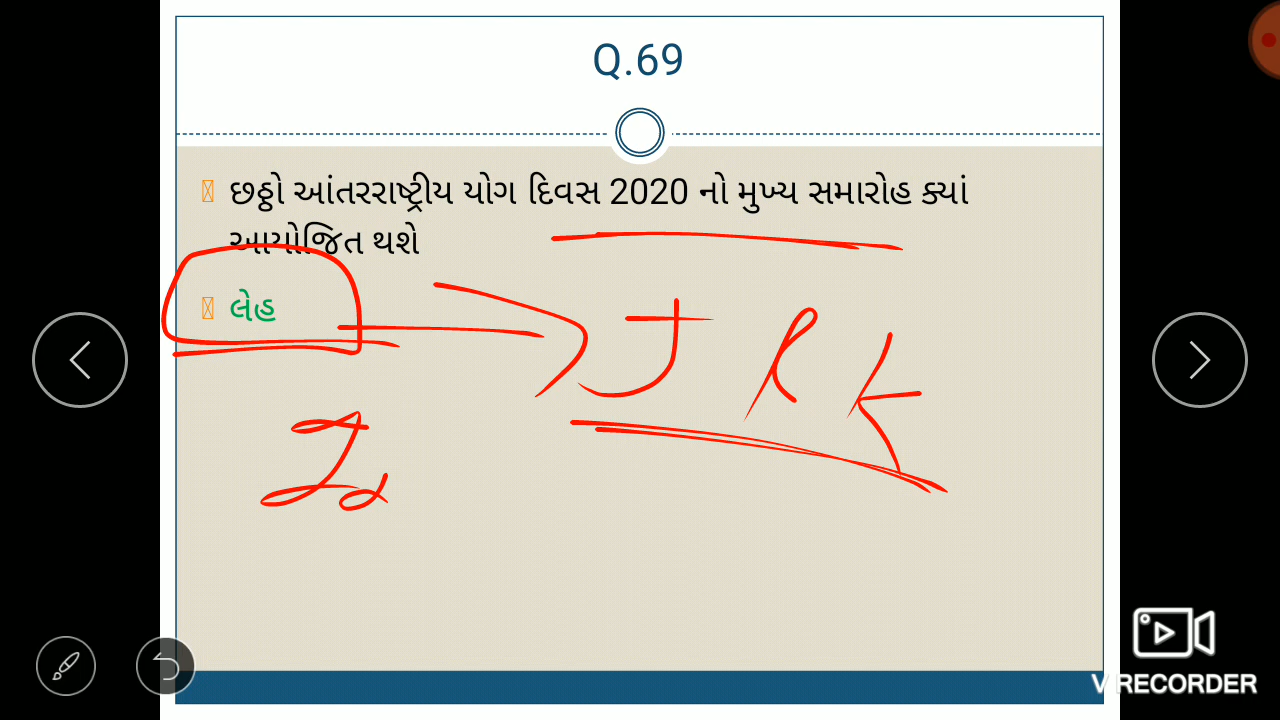 Q.69
છઠ્ઠો આંતરરાષ્ટ્રીય યોગ દિવસ 2020 નો મુખ્ય સમારોહ ક્યાં
આયોજિત થશે
લેહ
J & K
V RECORDER